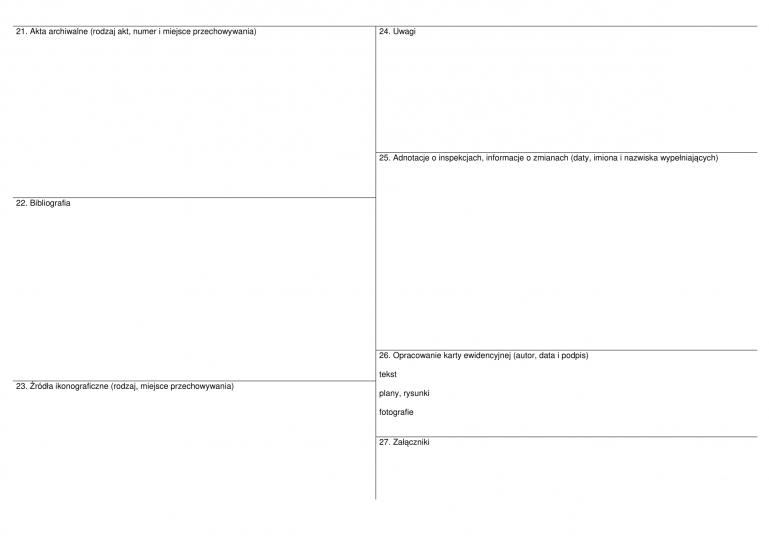 21. Akta archiwalne (rodzaj akt, numer i miejsce przechowywania)
22. Bibliografia
23. Źródła ikonograficzne (rodzaj, miejsce przechowywania)
24. Uwagi
25. Adnotacje o inspekcjach, informacje o zmianach (daty, imiona i nazwiska wypełniających)
26. Opracowanie karty ewidencyjnej (autor, data i podpis)
tekst
plany, rysunki
fotografie
27. Załączniki